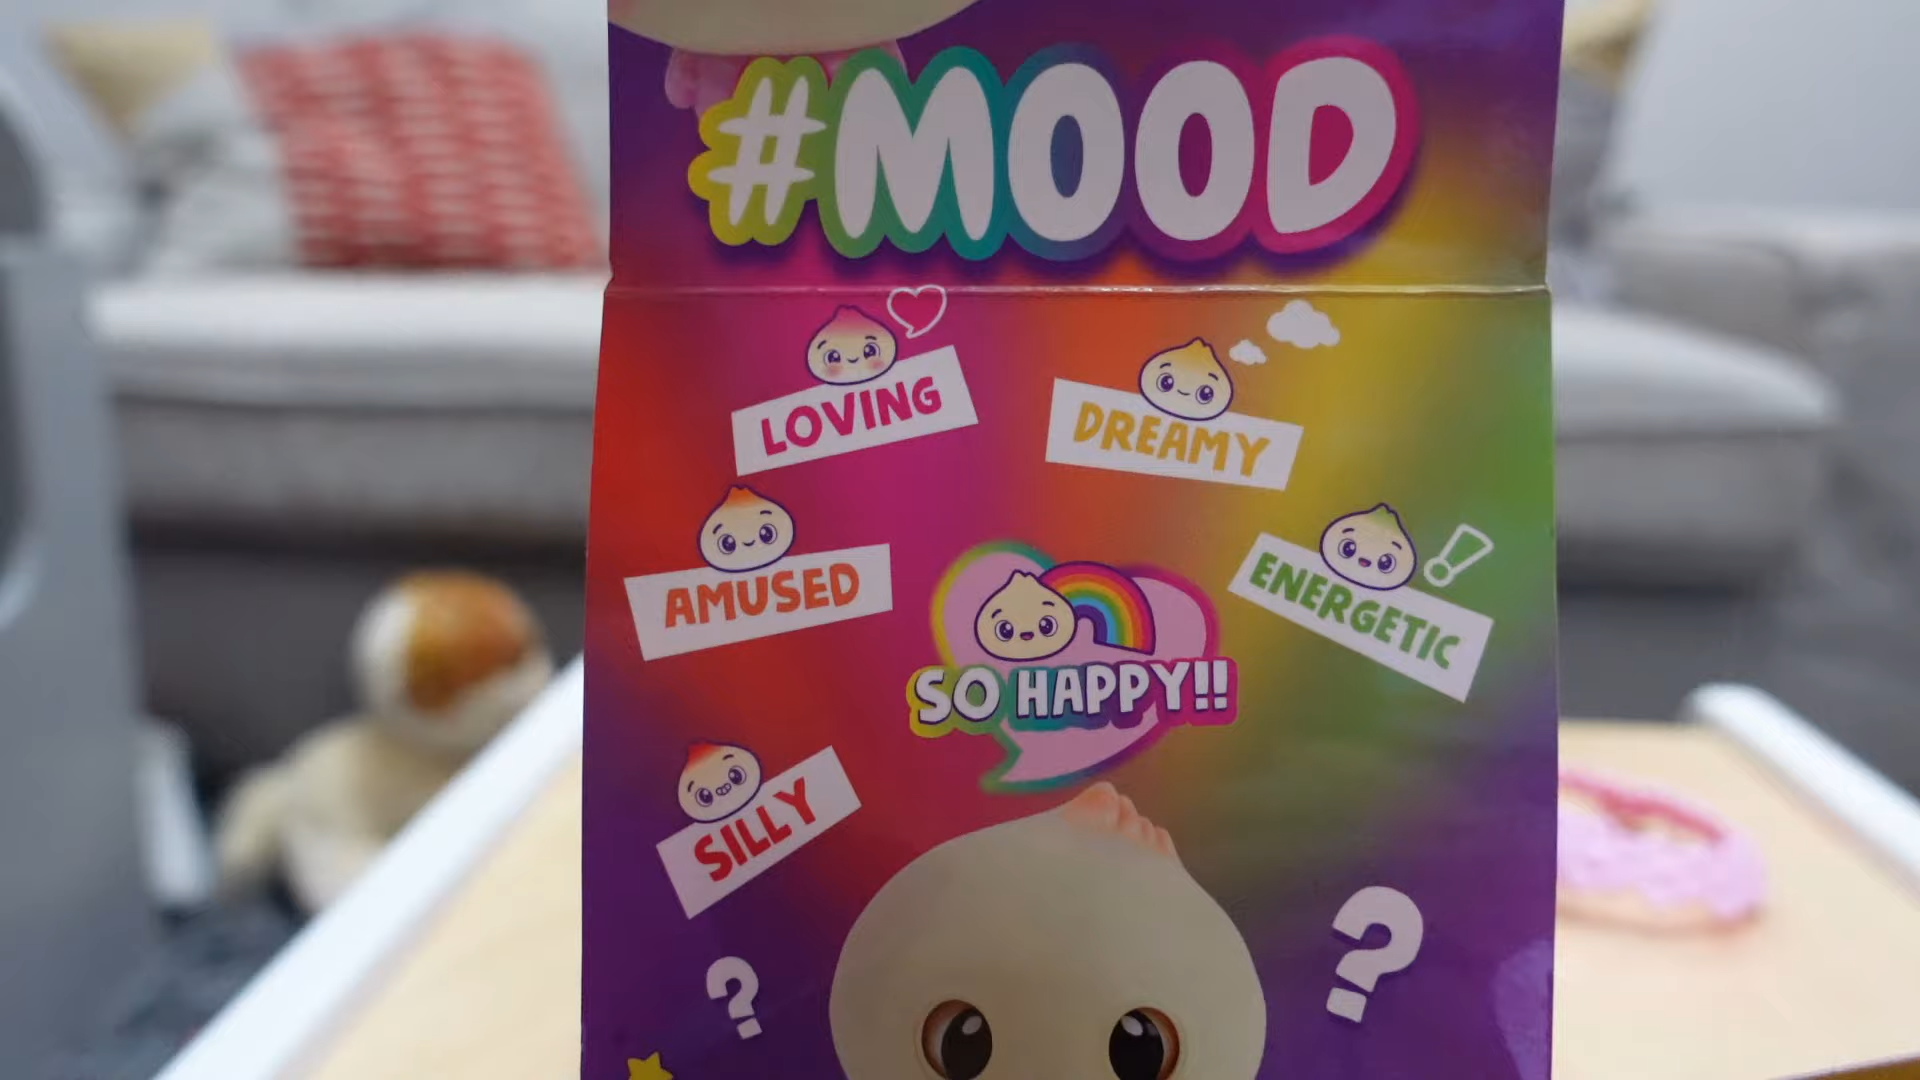 #MOOD
LOVING
DREAMY
AMUSED
ENERGETIC
SO HAPPY!!
SILLY
?
?